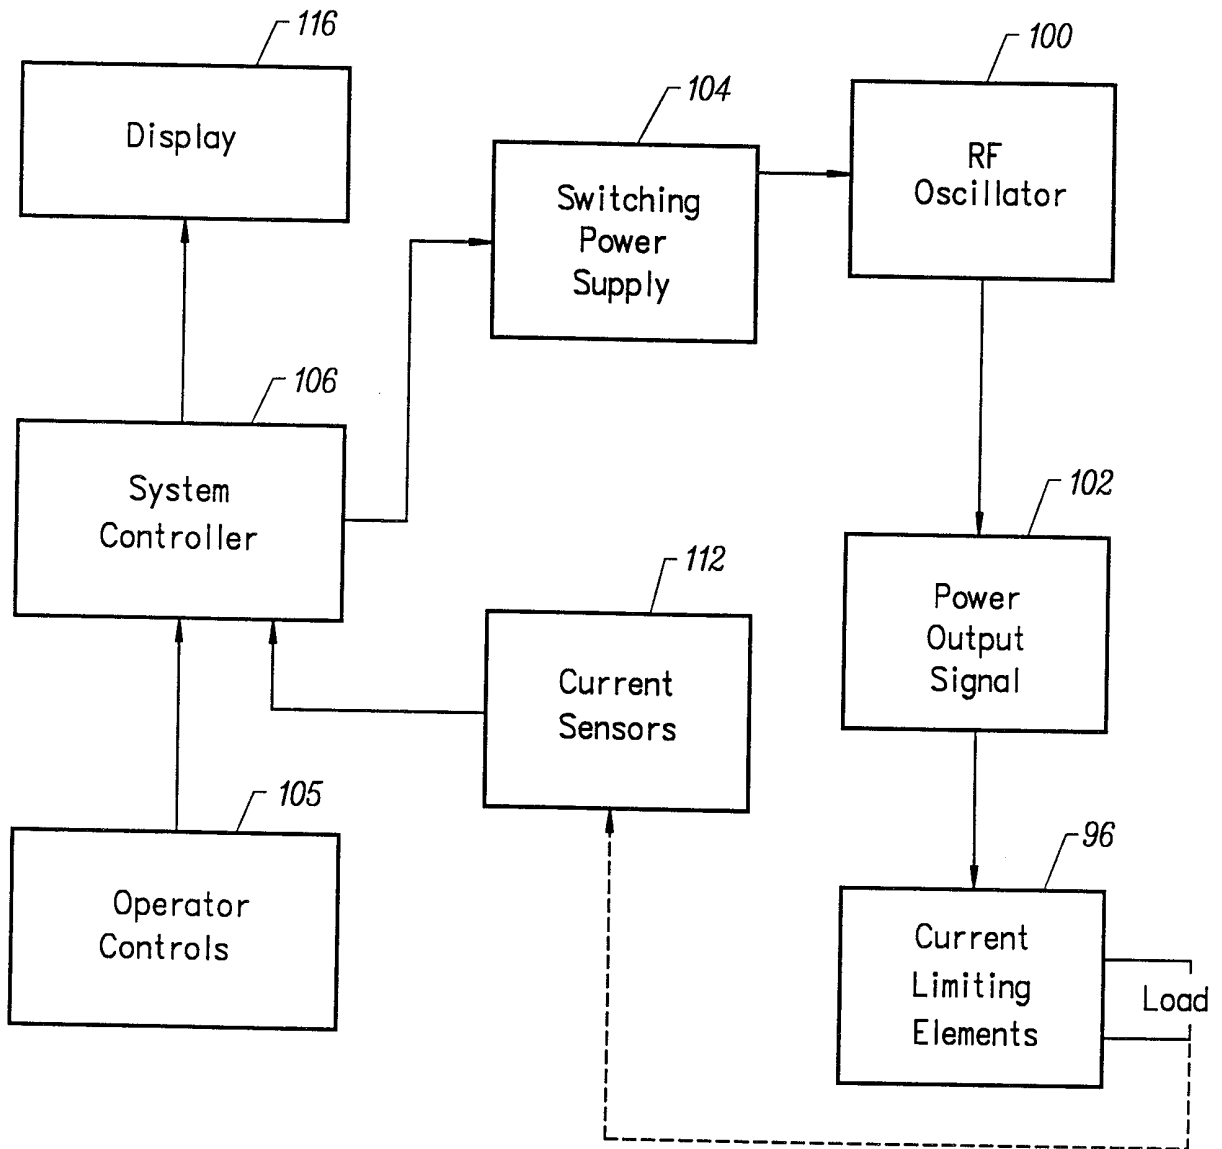 116
Display
104
Switching
Power
Supply
100
RF
Oscillator
106
System
Controller
112
Current
Sensors
102
Power
Output
Signal
105
Operator
Controls
96
Current
Limiting
Elements
Load